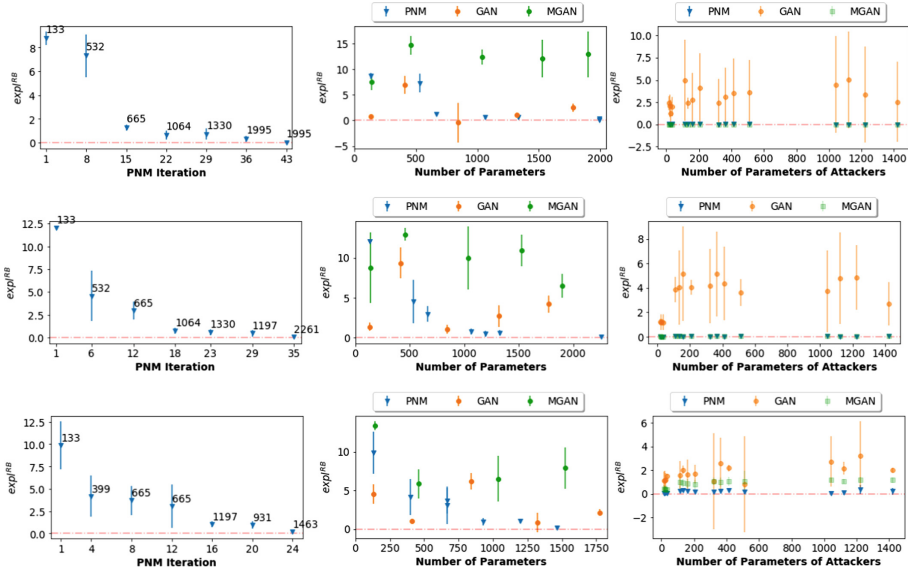 PNM GAN MGAN
PNM GAN MGAN
133
532
665
1064
1330
1995
1995
8
6
4
2
0
expl^RB
1 8 15 22 29 36 43
PNM Iteration
15
10
5
0
−5
expl^RB
0 500 1000 1500 2000
Number of Parameters
10.0
7.5
5.0
2.5
0.0
−2.5
expl^RB
0 200 400 600 800 1000 1200 1400
Number of Parameters of Attackers
PNM GAN MGAN
PNM GAN MGAN
133
532
665
1064
1330
1197
2261
12.5
10.0
7.5
5.0
2.5
0.0
expl^RB
1 6 12 18 23 29 35
PNM Iteration
10
5
0
expl^RB
0 500 1000 1500 2000
Number of Parameters
8
6
4
2
0
expl^RB
0 200 400 600 800 1000 1200 1400
Number of Parameters of Attackers
PNM GAN MGAN
PNM GAN MGAN
133
399
665
665
1197
931
1463
12.5
10.0
7.5
5.0
2.5
0.0
expl^RB
1 4 8 12 16 20 24
PNM Iteration
10
5
0
expl^RB
0 250 500 750 1000 1250 1500 1750
Number of Parameters
6
4
2
0
−2
expl^RB
0 200 400 600 800 1000 1200 1400
Number of Parameters of Attackers